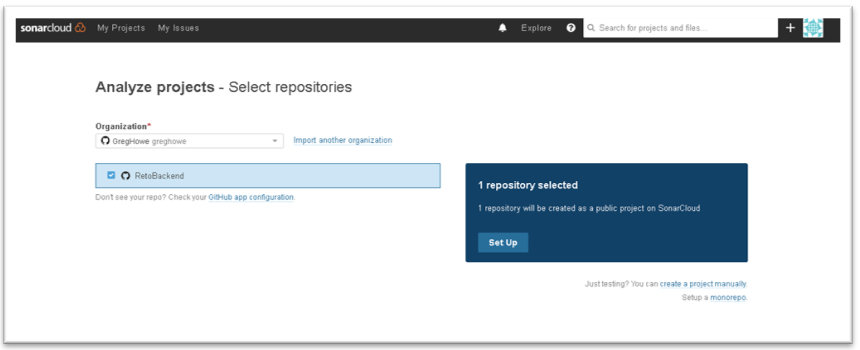 sonarcloud My Projects My Issues Explore Search for projects and files...
Analyze projects - Select repositories
Organization*
GregHowe greghowe Import another organization
RetoBackend
Don't see your repo? Check your GitHub app configuration.
1 repository selected
1 repository will be created as a public project on SonarCloud
Set Up
Just testing? You can create a project manually.
Setup a monorepo.